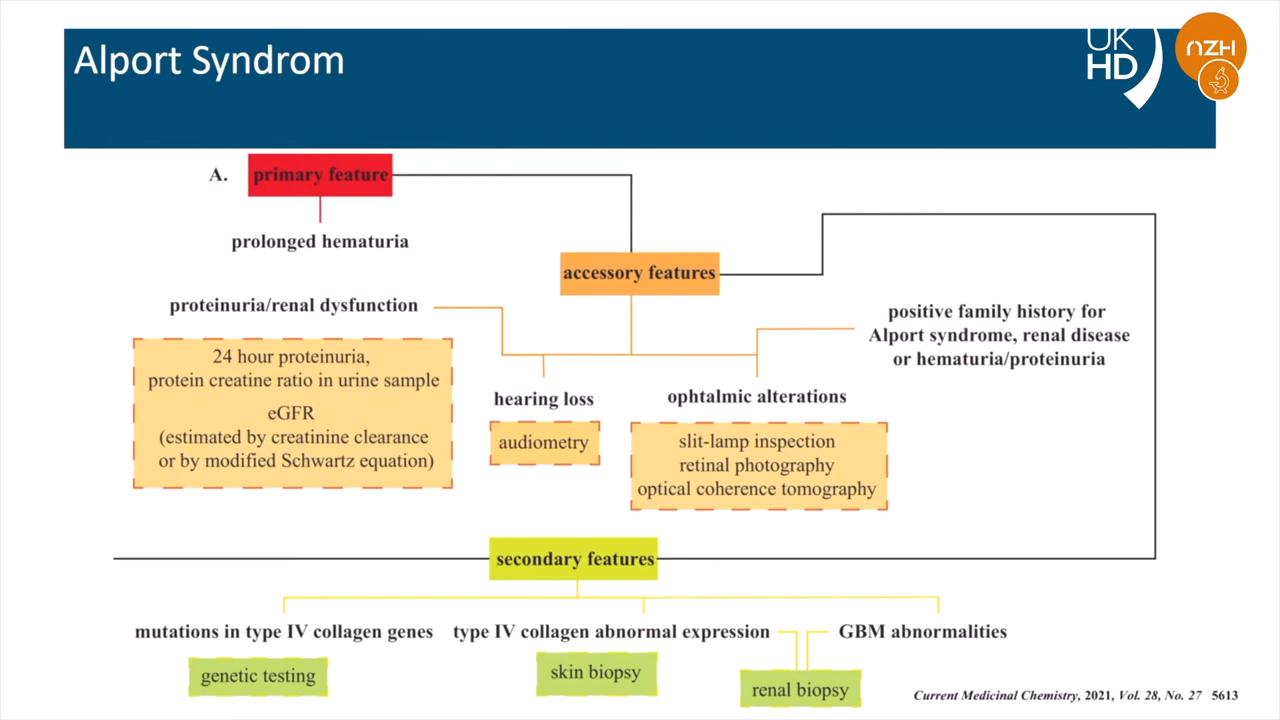 Alport Syndrom
UK
HD
nzH
A. primary feature
prolonged hematuria
accessory features
proteinuria/renal dysfunction
24 hour proteinuria,
protein creatine ratio in urine sample
eGFR
(estimated by creatinine clearance
or by modified Schwartz equation)
hearing loss
audiometry
ophtalmic alterations
slit-lamp inspection
retinal photography
optical coherence tomography
positive family history for
Alport syndrome, renal disease
or hematuria/proteinuria
secondary features
mutations in type IV collagen genes
genetic testing
type IV collagen abnormal expression
skin biopsy
GBM abnormalities
renal biopsy
Current Medicinal Chemistry, 2021, Vol. 28, No. 27 5613